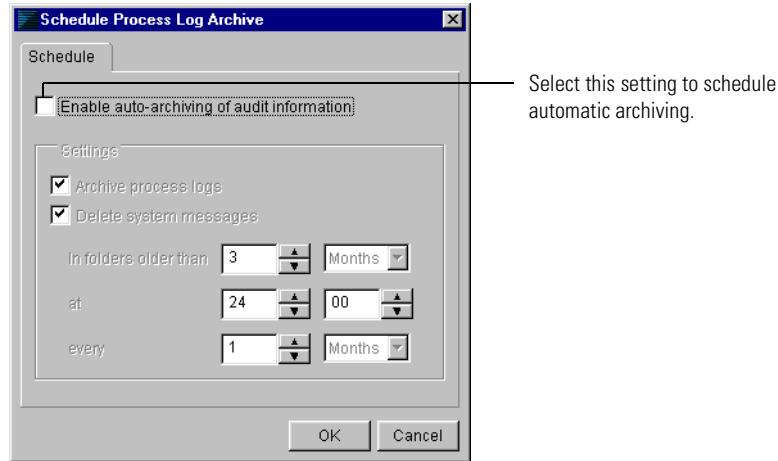 Schedule Process Log Archive
Schedule
Enable auto-archiving of audit information
Select this setting to schedule
automatic archiving.
Settings
Archive process logs
Delete system messages
In folders older than 3 Months
at 24 00
every 1 Months
OK Cancel